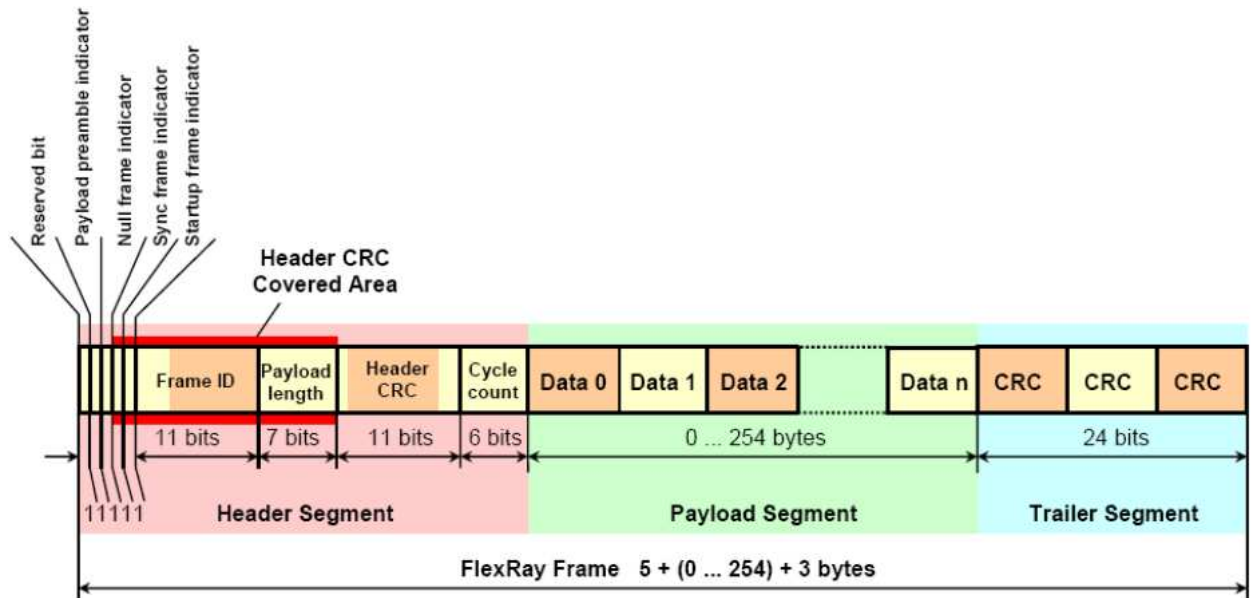 Reserved bit
Payload preamble indicator
Null frame indicator
Sync frame indicator
Startup frame indicator
Header CRC
Covered Area
Frame ID
Payload
length
Header
CRC
Cycle
count
Data 0
Data 1
Data 2
Data n
CRC
CRC
CRC
11 bits
7 bits
11 bits
6 bits
0 ... 254 bytes
24 bits
11111
Header Segment
Payload Segment
Trailer Segment
FlexRay Frame 5 + (0 ... 254) + 3 bytes